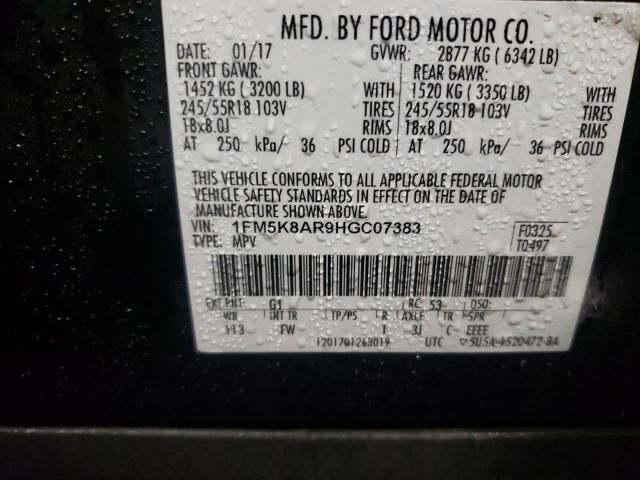 MFD. BY FORD MOTOR CO.
DATE: 01/17 GVWR: 2877 KG ( 6342 LB)
FRONT GAWR: REAR GAWR:
1452 KG ( 3200 LB) WITH 1520 KG ( 3350 LB) WITH
245/55R18 103V TIRES 245/55R18 103V TIRES
18x8.0J RIMS 18x8.0J RIMS
AT 250 kPa/ 36 PSI COLD AT 250 kPa/ 36 PSI COLD
THIS VEHICLE CONFORMS TO ALL APPLICABLE FEDERAL MOTOR
VEHICLE SAFETY STANDARDS IN EFFECT ON THE DATE OF
MANUFACTURE SHOWN ABOVE.
VIN: 1FM5K8AR9HGC07383 F0325
TYPE: MPV T0497
EXT PNT: G1 RC: 53 DSO:
WB INT TR TP/PS R AXLE TR SPR
113 FW 1 3J C EEEE
1201701263019 UTC ▽5U5A-1520472-BA